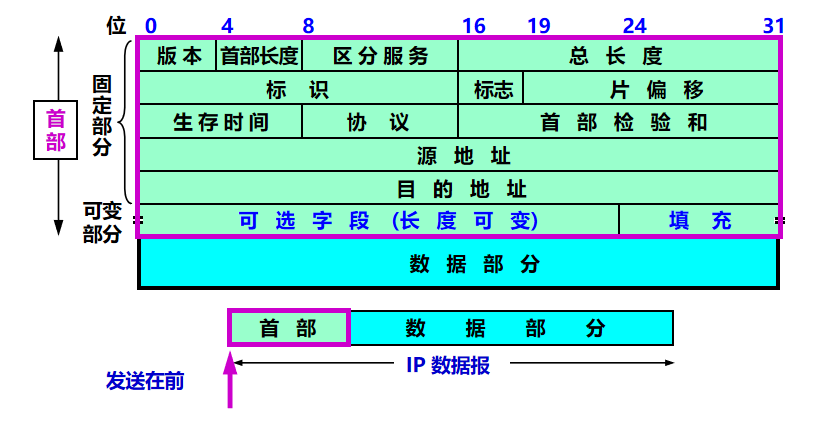 位 0 4 8 16 19 24 31
版本 首部长度 区分服务 总长度
标识 标志 片偏移
生存时间 协议 首部检验和
源地址
目的地址
可选字段 (长度可变) 填充
数据部分
固定部分
首部
可变
部分
首部 数据部分
IP 数据报
发送在前